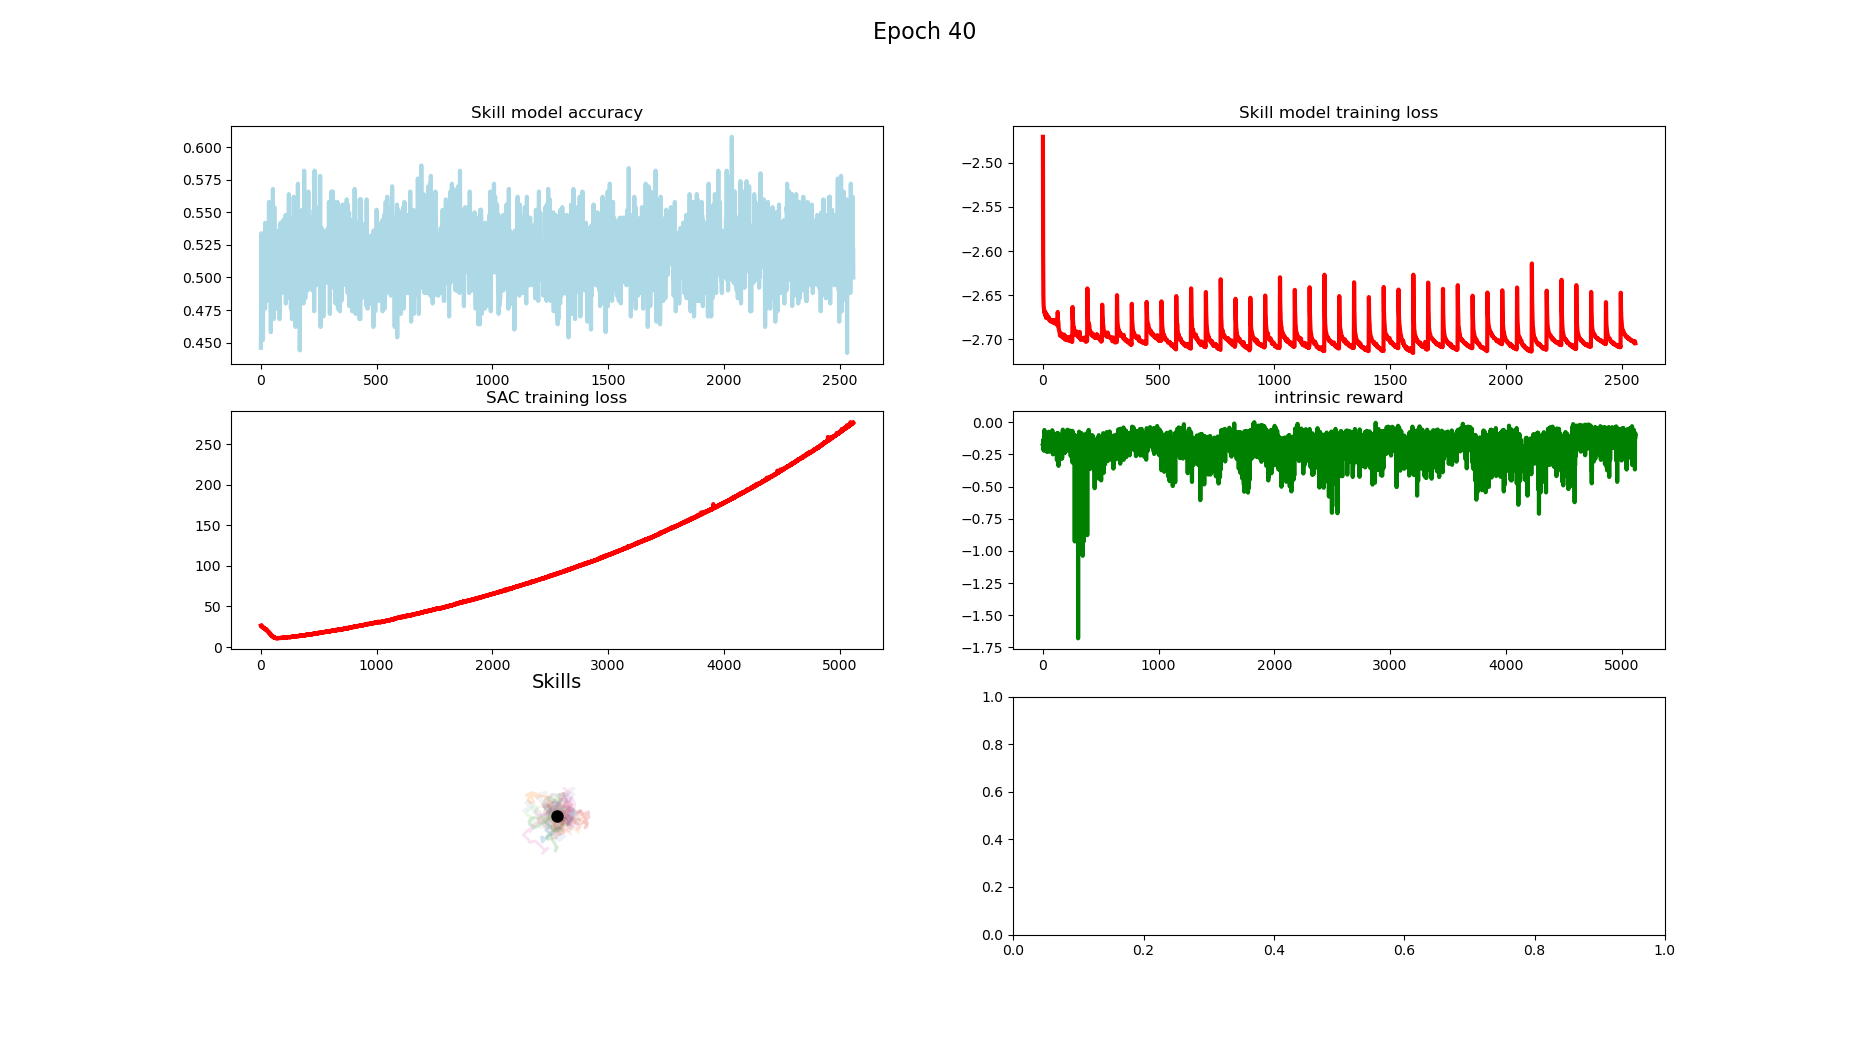 Epoch 40
Skill model accuracy
0.600
0.575
0.550
0.525
0.500
0.475
0.450
0 500 1000 1500 2000 2500
Skill model training loss
−2.50
−2.55
−2.60
−2.65
−2.70
0 500 1000 1500 2000 2500
SAC training loss
250
200
150
100
50
0
0 1000 2000 3000 4000 5000
intrinsic reward
0.00
−0.25
−0.50
−0.75
−1.00
−1.25
−1.50
−1.75
0 1000 2000 3000 4000 5000
Skills
1.0
0.8
0.6
0.4
0.2
0.0
0.0 0.2 0.4 0.6 0.8 1.0